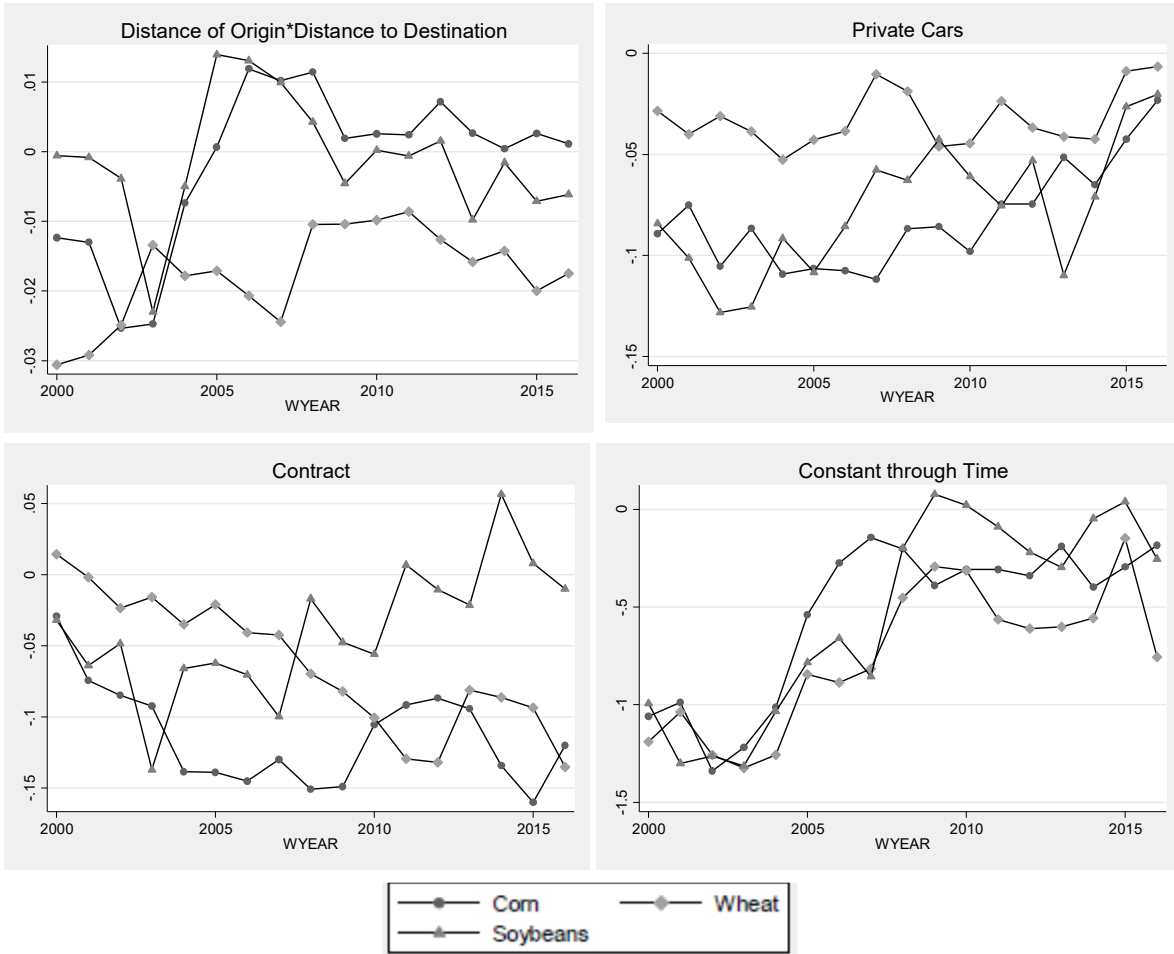 Distance of Origin*Distance to Destination
.01
0
-.01
-.02
-.03
2000 2005 2010 2015
WYEAR
Private Cars
0
-.05
-.1
-.15
2000 2005 2010 2015
WYEAR
Contract
.05
0
-.05
-.1
-.15
2000 2005 2010 2015
WYEAR
Constant through Time
0
-.5
-1
-1.5
2000 2005 2010 2015
WYEAR
Corn Wheat
Soybeans